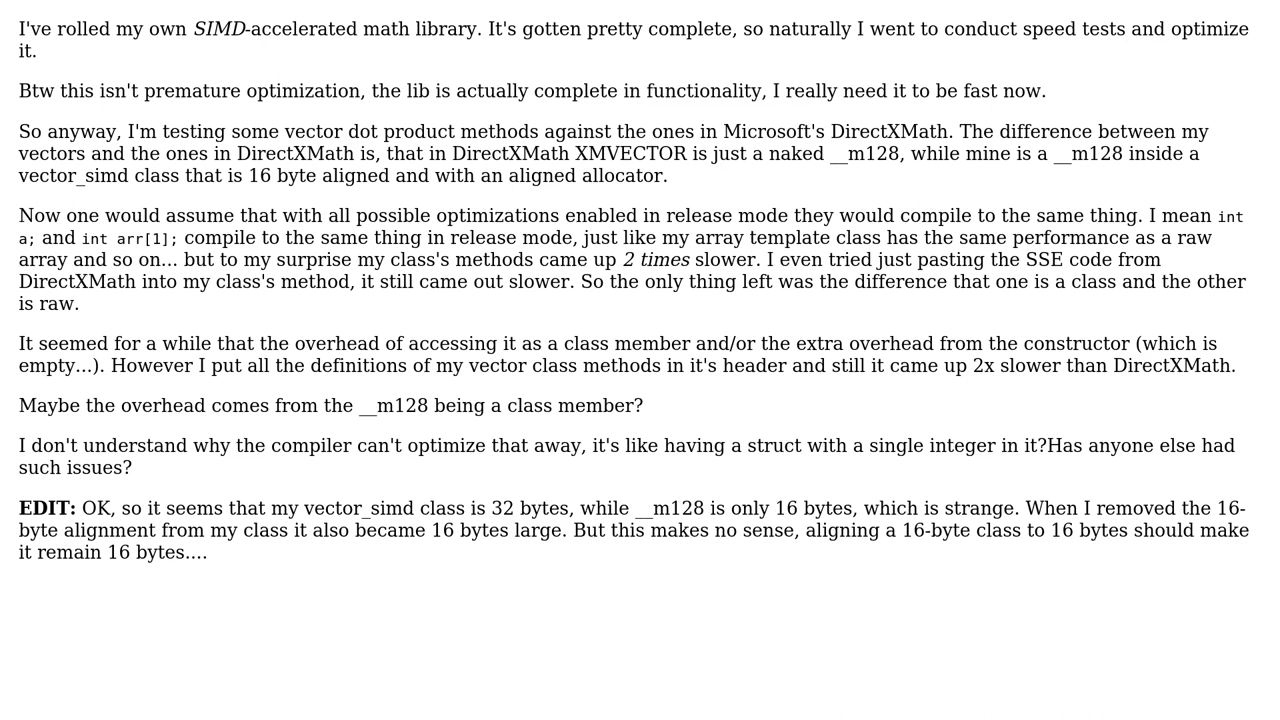 I've rolled my own SIMD-accelerated math library. It's gotten pretty complete, so naturally I went to conduct speed tests and optimize
it.
Btw this isn't premature optimization, the lib is actually complete in functionality, I really need it to be fast now.
So anyway, I'm testing some vector dot product methods against the ones in Microsoft's DirectXMath. The difference between my
vectors and the ones in DirectXMath is, that in DirectXMath XMVECTOR is just a naked __m128, while mine is a __m128 inside a
vector_simd class that is 16 byte aligned and with an aligned allocator.
Now one would assume that with all possible optimizations enabled in release mode they would compile to the same thing. I mean int
a; and int arr[1]; compile to the same thing in release mode, just like my array template class has the same performance as a raw
array and so on... but to my surprise my class's methods came up 2 times slower. I even tried just pasting the SSE code from
DirectXMath into my class's method, it still came out slower. So the only thing left was the difference that one is a class and the other
is raw.
It seemed for a while that the overhead of accessing it as a class member and/or the extra overhead from the constructor (which is
empty...). However I put all the definitions of my vector class methods in it's header and still it came up 2x slower than DirectXMath.
Maybe the overhead comes from the __m128 being a class member?
I don't understand why the compiler can't optimize that away, it's like having a struct with a single integer in it?Has anyone else had
such issues?
EDIT: OK, so it seems that my vector_simd class is 32 bytes, while __m128 is only 16 bytes, which is strange. When I removed the 16-
byte alignment from my class it also became 16 bytes large. But this makes no sense, aligning a 16-byte class to 16 bytes should make
it remain 16 bytes....